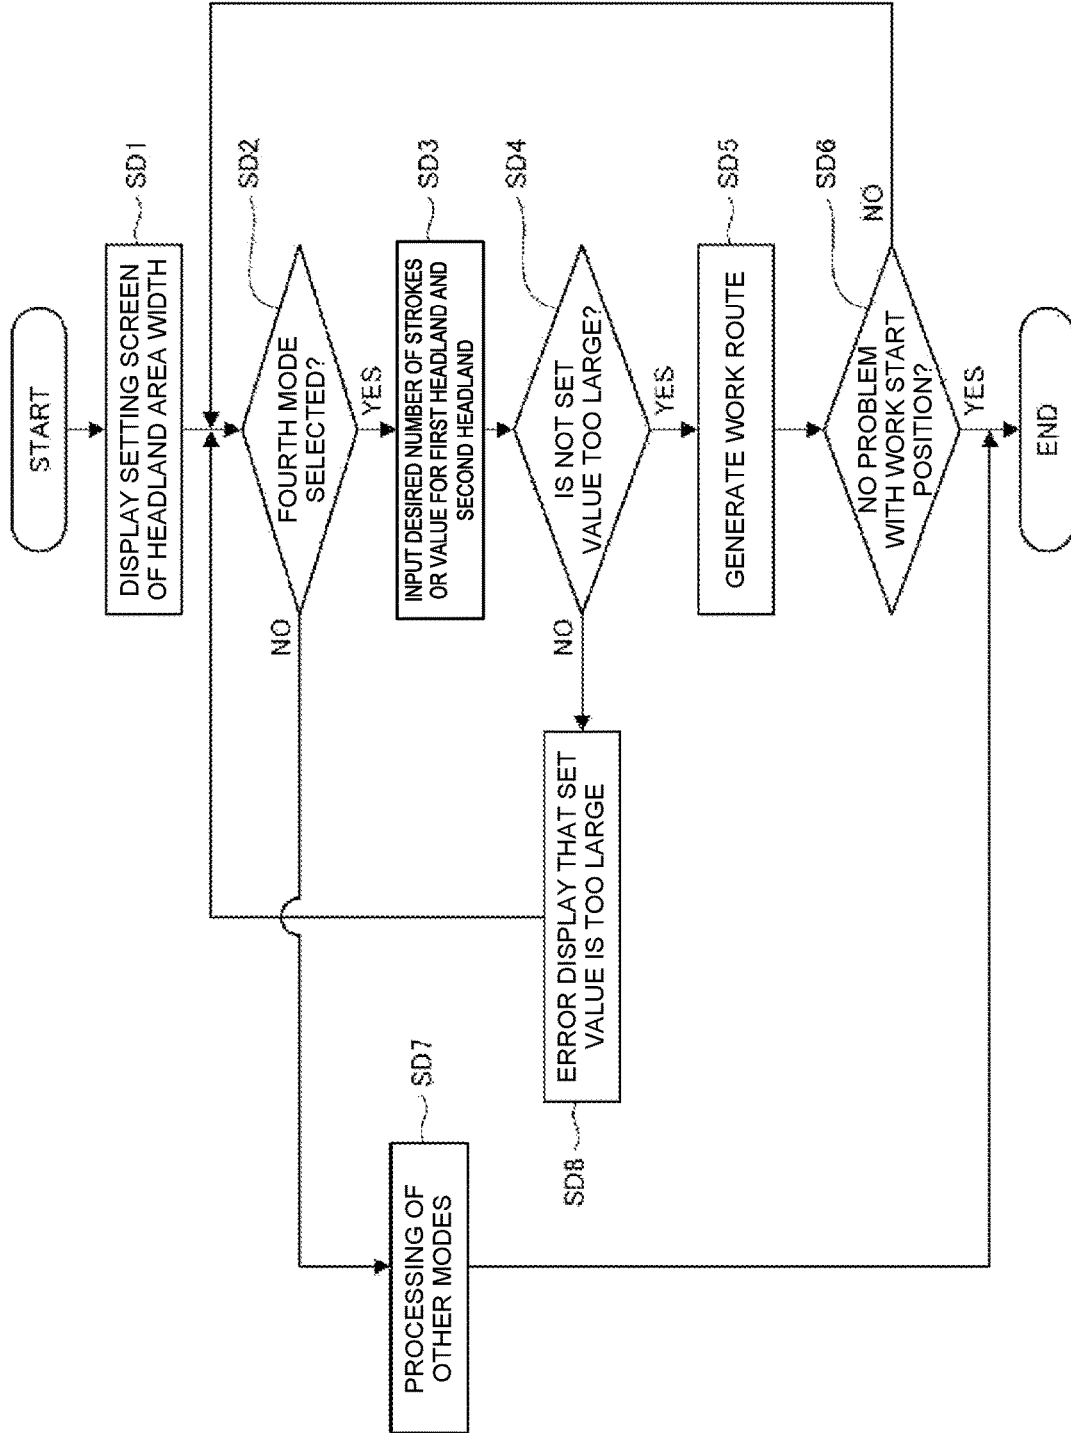 START
DISPLAY SETTING SCREEN
OF HEADLAND AREA WIDTH
SD1
FOURTH MODE
SELECTED?
SD2
NO
YES
INPUT DESIRED NUMBER OF STROKES
OR VALUE FOR FIRST HEADLAND AND
SECOND HEADLAND
SD3
IS NOT SET
VALUE TOO LARGE?
SD4
NO
YES
GENERATE WORK ROUTE
SD5
NO PROBLEM
WITH WORK START
POSITION?
SD6
NO
YES
END
ERROR DISPLAY THAT SET
VALUE IS TOO LARGE
SD8
PROCESSING OF
OTHER MODES
SD7